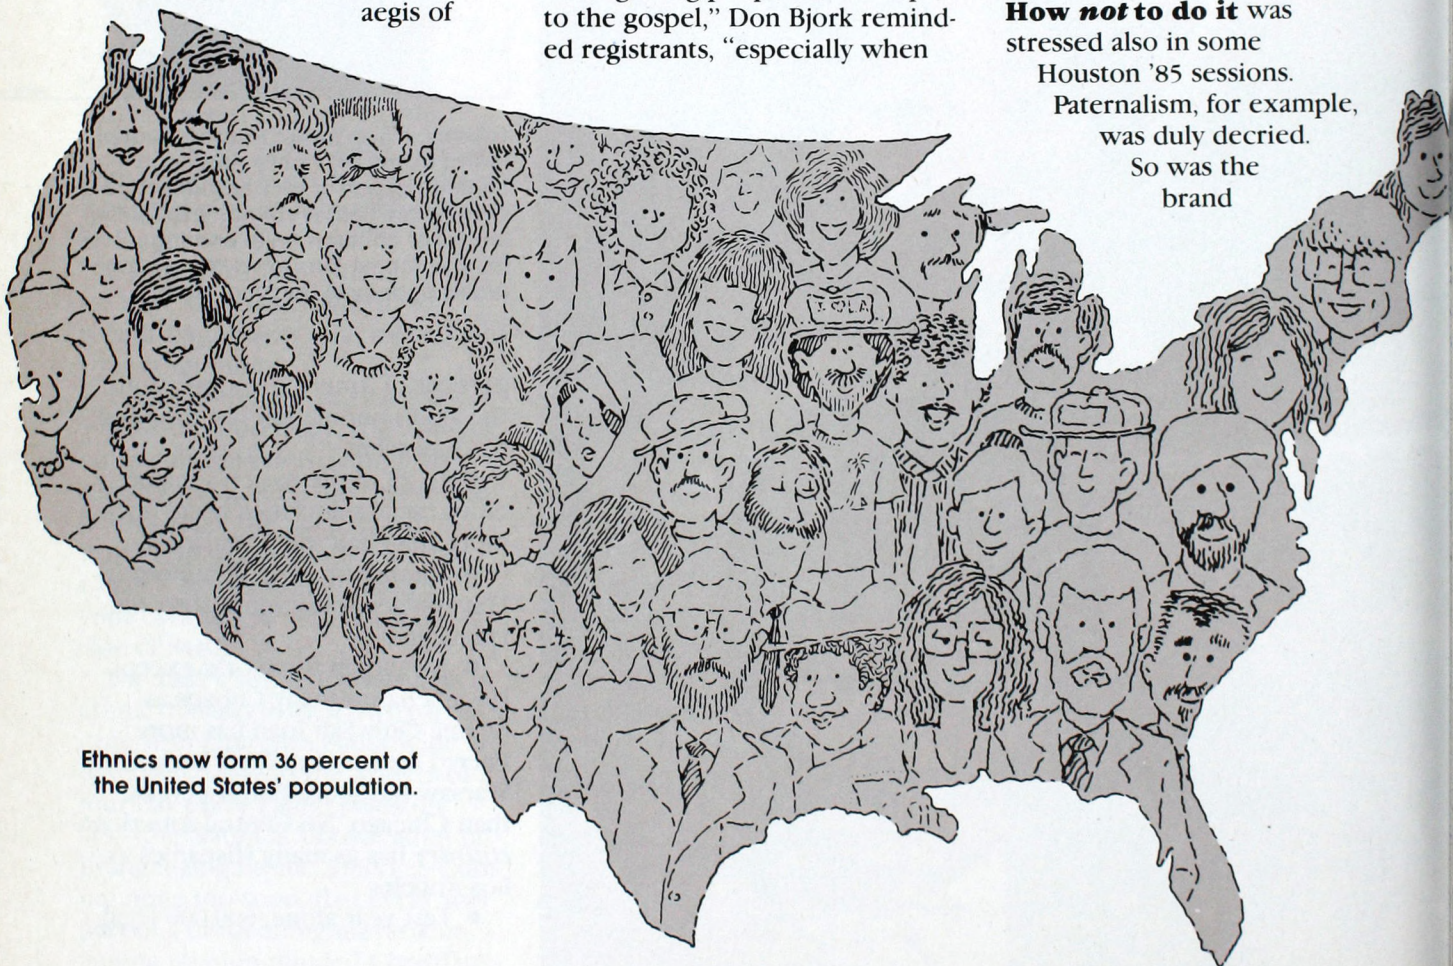 aegis of
to the gospel,” Don Bjork remind-
ed registrants, “especially when
How not to do it was
stressed also in some
Houston ’85 sessions.
Paternalism, for example,
was duly decried.
So was the
brand
Ethnics now form 36 percent of
the United States’ population.